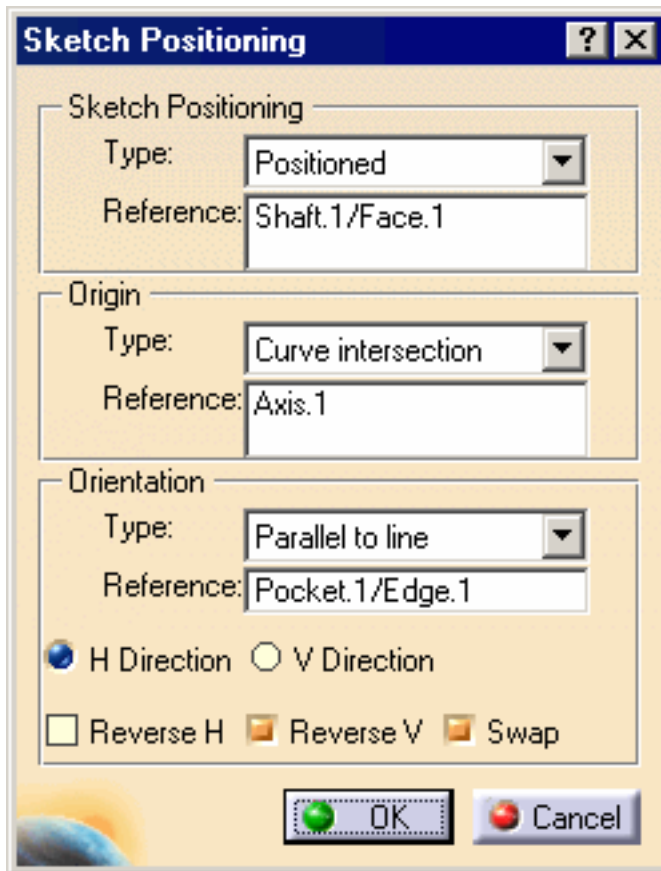 Sketch Positioning
Sketch Positioning
Type: Positioned
Reference: Shaft.1/Face.1
Origin
Type: Curve intersection
Reference: Axis.1
Orientation
Type: Parallel to line
Reference: Pocket.1/Edge.1
H Direction V Direction
Reverse H Reverse V Swap
OK Cancel